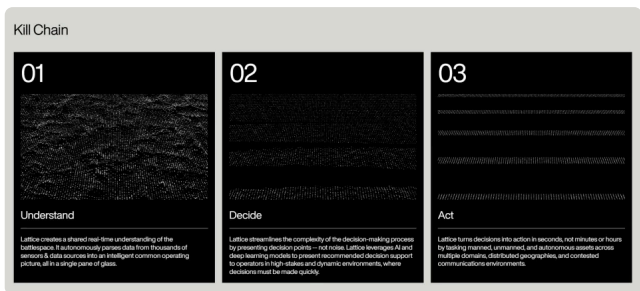 Kill Chain
01
Understand
Lattice creates a shared real-time understanding of the
battlespace. It autonomously parses data from thousands of
sensors & data sources into an intelligent common operating
picture, all in a single pane of glass.
02
Decide
Lattice streamlines the complexity of the decision-making process
by presenting decision points — not noise. Lattice leverages AI and
deep learning models to present recommended decision support
to operators in high-stakes and dynamic environments, where
decisions must be made quickly.
03
Act
Lattice turns decisions into action in seconds, not minutes or hours
by tasking manned, unmanned, and autonomous assets across
multiple domains, distributed geographies, and contested
communications environments.